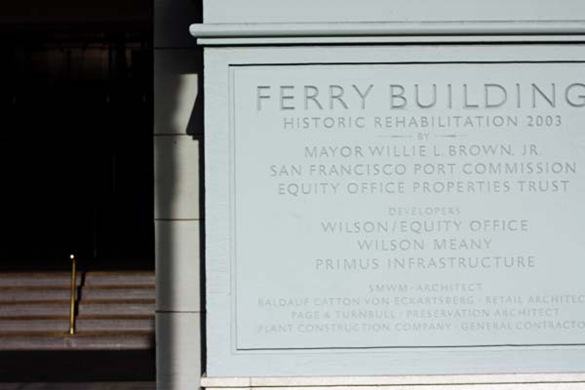 FERRY BUILDING
HISTORIC REHABILITATION 2003
BY
MAYOR WILLIE L. BROWN, JR.
SAN FRANCISCO PORT COMMISSION
EQUITY OFFICE PROPERTIES TRUST
DEVELOPERS
WILSON/EQUITY OFFICE
WILSON MEANY
PRIMUS INFRASTRUCTURE
SMWM · ARCHITECT
BALDAUF CATTON VON ECKARTSBERG · RETAIL ARCHITEC
PAGE & TURNBULL / PRESERVATION ARCHITECT
PLANT CONSTRUCTION COMPANY · GENERAL CONTRACTO